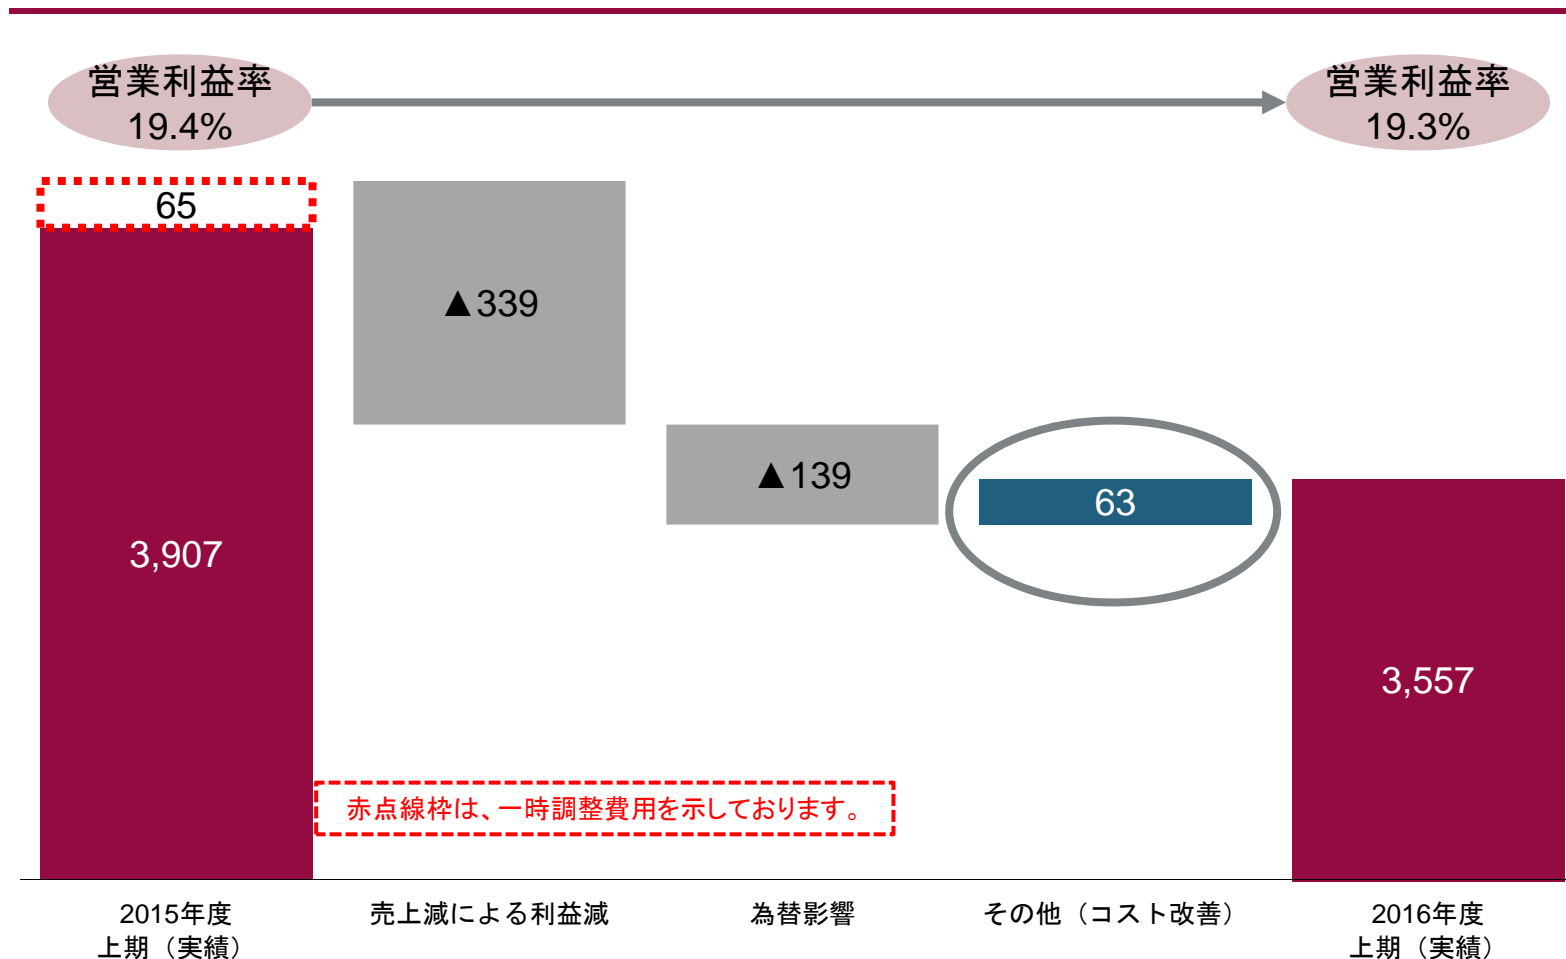 営業利益率
19.4%
営業利益率
19.3%
65
▲339
▲139
63
3,907
3,557
赤点線枠は、一時調整費用を示しております。
2015年度
上期（実績）
売上減による利益減
為替影響
その他（コスト改善）
2016年度
上期（実績）